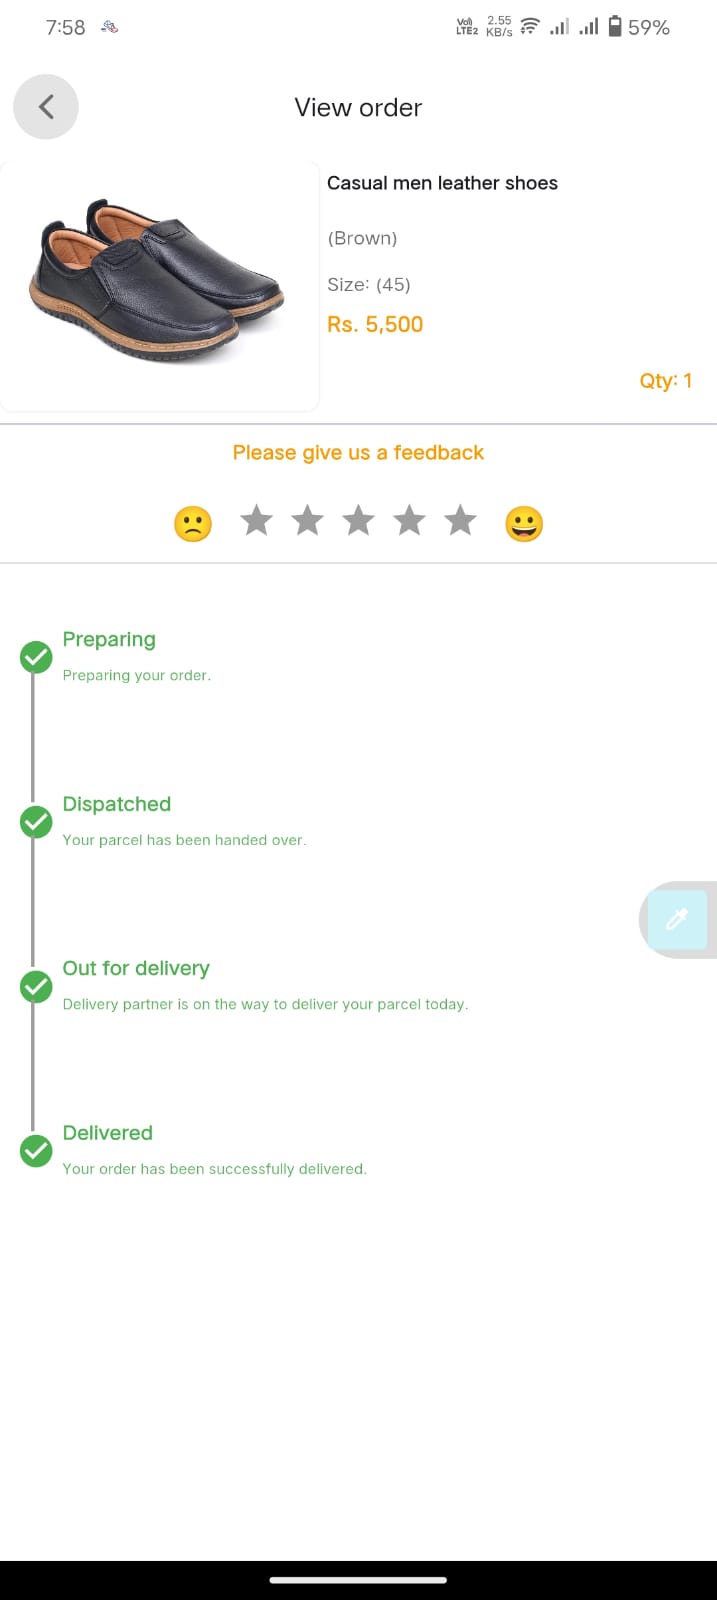 7:58
Vo) 2.55
LTE2 KB/s
59%
View order
Casual men leather shoes
(Brown)
Size: (45)
Rs. 5,500
Qty: 1
Please give us a feedback
Preparing
Preparing your order.
Dispatched
Your parcel has been handed over.
Out for delivery
Delivery partner is on the way to deliver your parcel today.
Delivered
Your order has been successfully delivered.